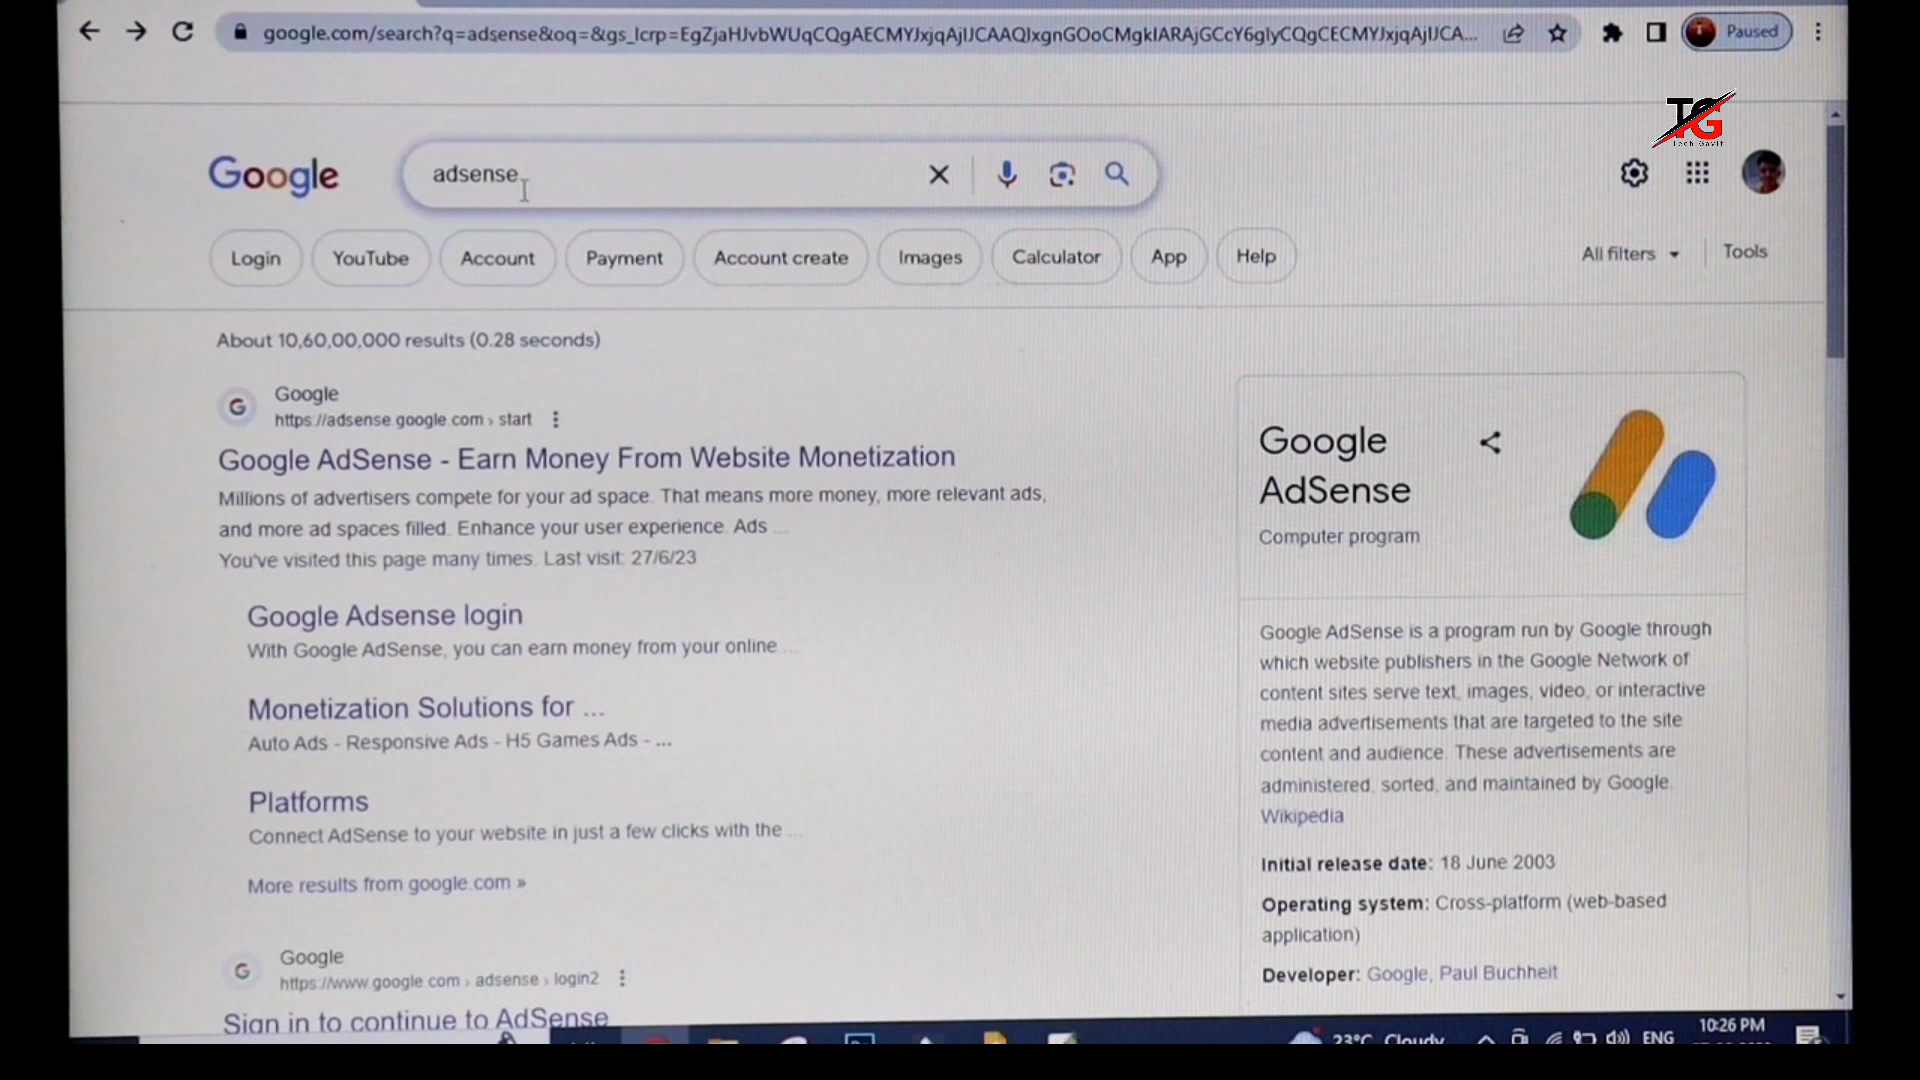 google.com/search?q=adsense&oq=&gs_lcrp=EgZjaHJvbWUqCQgAECMYJxjqAjIJCAAQIxgnGOoCMgkIARAjGCcY6gIyCQgCECMYJxjqAjIJCA...
Paused
TG
Tech Gavit
Google
adsense
Login YouTube Account Payment Account create Images Calculator App Help
All filters Tools
About 10,60,00,000 results (0.28 seconds)
Google
https://adsense.google.com › start
Google AdSense - Earn Money From Website Monetization
Millions of advertisers compete for your ad space. That means more money, more relevant ads,
and more ad spaces filled. Enhance your user experience. Ads ...
You've visited this page many times. Last visit: 27/6/23
Google Adsense login
With Google AdSense, you can earn money from your online ...
Monetization Solutions for ...
Auto Ads - Responsive Ads - H5 Games Ads - ...
Platforms
Connect AdSense to your website in just a few clicks with the ...
More results from google.com »
Google
https://www.google.com › adsense › login2
Sign in to continue to AdSense
Google
AdSense
Computer program
Google AdSense is a program run by Google through
which website publishers in the Google Network of
content sites serve text, images, video, or interactive
media advertisements that are targeted to the site
content and audience. These advertisements are
administered, sorted, and maintained by Google.
Wikipedia
Initial release date: 18 June 2003
Operating system: Cross-platform (web-based
application)
Developer: Google, Paul Buchheit
23°C Cloudy
ENG
10:26 PM